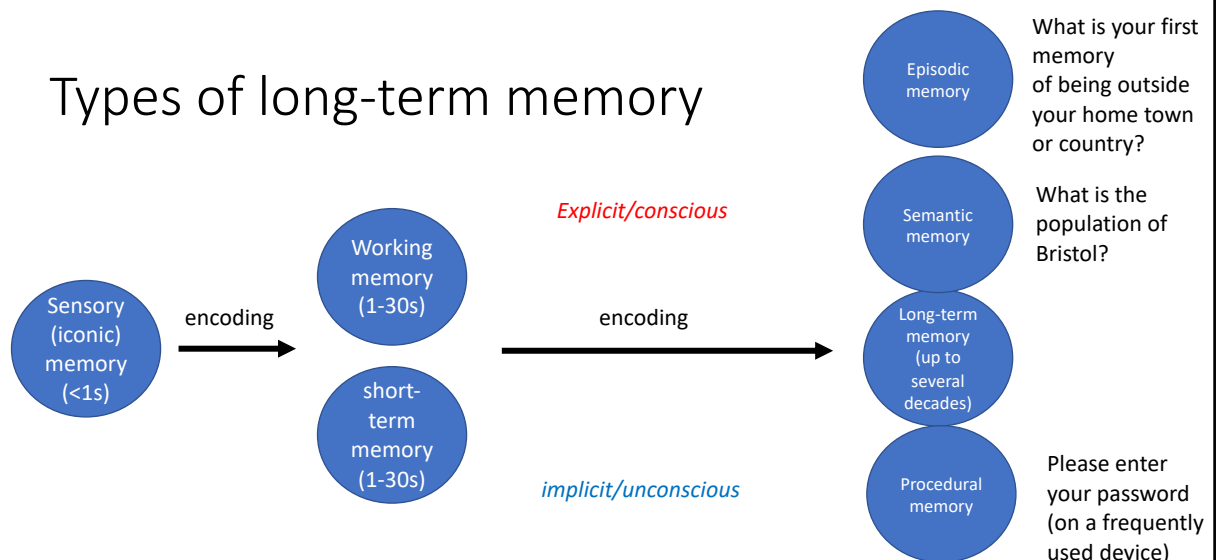 Types of long-term memory
Sensory
(iconic)
memory
(<1s)
encoding
Working
memory
(1-30s)
short-
term
memory
(1-30s)
Explicit/conscious
encoding
implicit/unconscious
Episodic
memory
What is your first
memory
of being outside
your home town
or country?
Semantic
memory
What is the
population of
Bristol?
Long-term
memory
(up to
several
decades)
Procedural
memory
Please enter
your password
(on a frequently
used device)